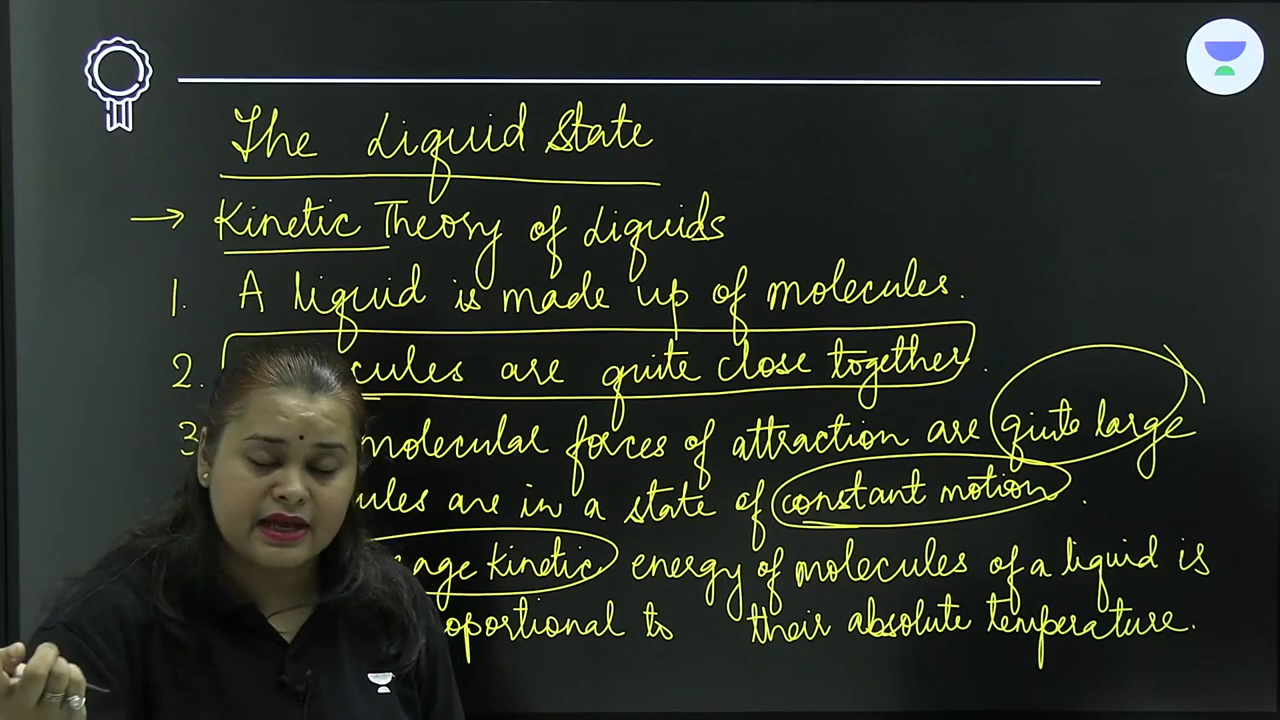 The Liquid State
→ Kinetic Theory of Liquids
1. A liquid is made up of molecules.
2. cules are quite close together.
3 molecular forces of attraction are quite large
ules are in a state of constant motion.
age kinetic energy of molecules of a liquid is
oportional to their absolute temperature.